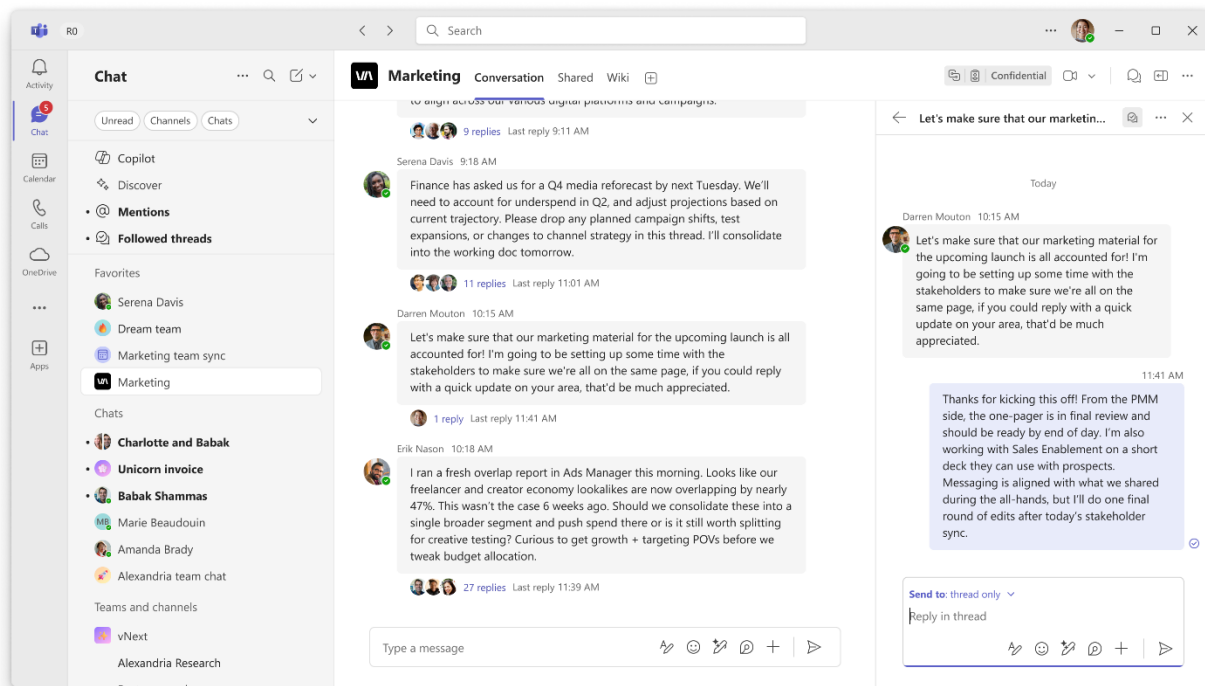 R0
Search
Activity
5
Chat
Calendar
Calls
OneDrive
Apps
Chat
Unread
Channels
Chats
Copilot
Discover
Mentions
Followed threads
Favorites
Serena Davis
Dream team
Marketing team sync
Marketing
Chats
Charlotte and Babak
Unicorn invoice
Babak Shammas
MB Marie Beaudouin
Amanda Brady
Alexandria team chat
Teams and channels
vNext
Alexandria Research
Marketing
Conversation
Shared
Wiki
Confidential
to align across our various digital platforms and campaigns.
9 replies Last reply 9:11 AM
Serena Davis 9:18 AM
Finance has asked us for a Q4 media reforecast by next Tuesday. We'll
need to account for underspend in Q2, and adjust projections based on
current trajectory. Please drop any planned campaign shifts, test
expansions, or changes to channel strategy in this thread. I'll consolidate
into the working doc tomorrow.
11 replies Last reply 11:01 AM
Darren Mouton 10:15 AM
Let's make sure that our marketing material for the upcoming launch is all
accounted for! I'm going to be setting up some time with the
stakeholders to make sure we're all on the same page, if you could reply
with a quick update on your area, that'd be much appreciated.
1 reply Last reply 11:41 AM
Erik Nason 10:18 AM
I ran a fresh overlap report in Ads Manager this morning. Looks like our
freelancer and creator economy lookalikes are now overlapping by nearly
47%. This wasn't the case 6 weeks ago. Should we consolidate these into a
single broader segment and push spend there or is it still worth splitting
for creative testing? Curious to get growth + targeting POVs before we
tweak budget allocation.
27 replies Last reply 11:39 AM
Type a message
Let's make sure that our marketin...
Today
Darren Mouton 10:15 AM
Let's make sure that our marketing material for
the upcoming launch is all accounted for! I'm
going to be setting up some time with the
stakeholders to make sure we're all on the
same page, if you could reply with a quick
update on your area, that'd be much
appreciated.
11:41 AM
Thanks for kicking this off! From the PMM
side, the one-pager is in final review and
should be ready by end of day. I'm also
working with Sales Enablement on a short
deck they can use with prospects.
Messaging is aligned with what we shared
during the all-hands, but I'll do one final
round of edits after today's stakeholder
sync.
Send to: thread only
Reply in thread